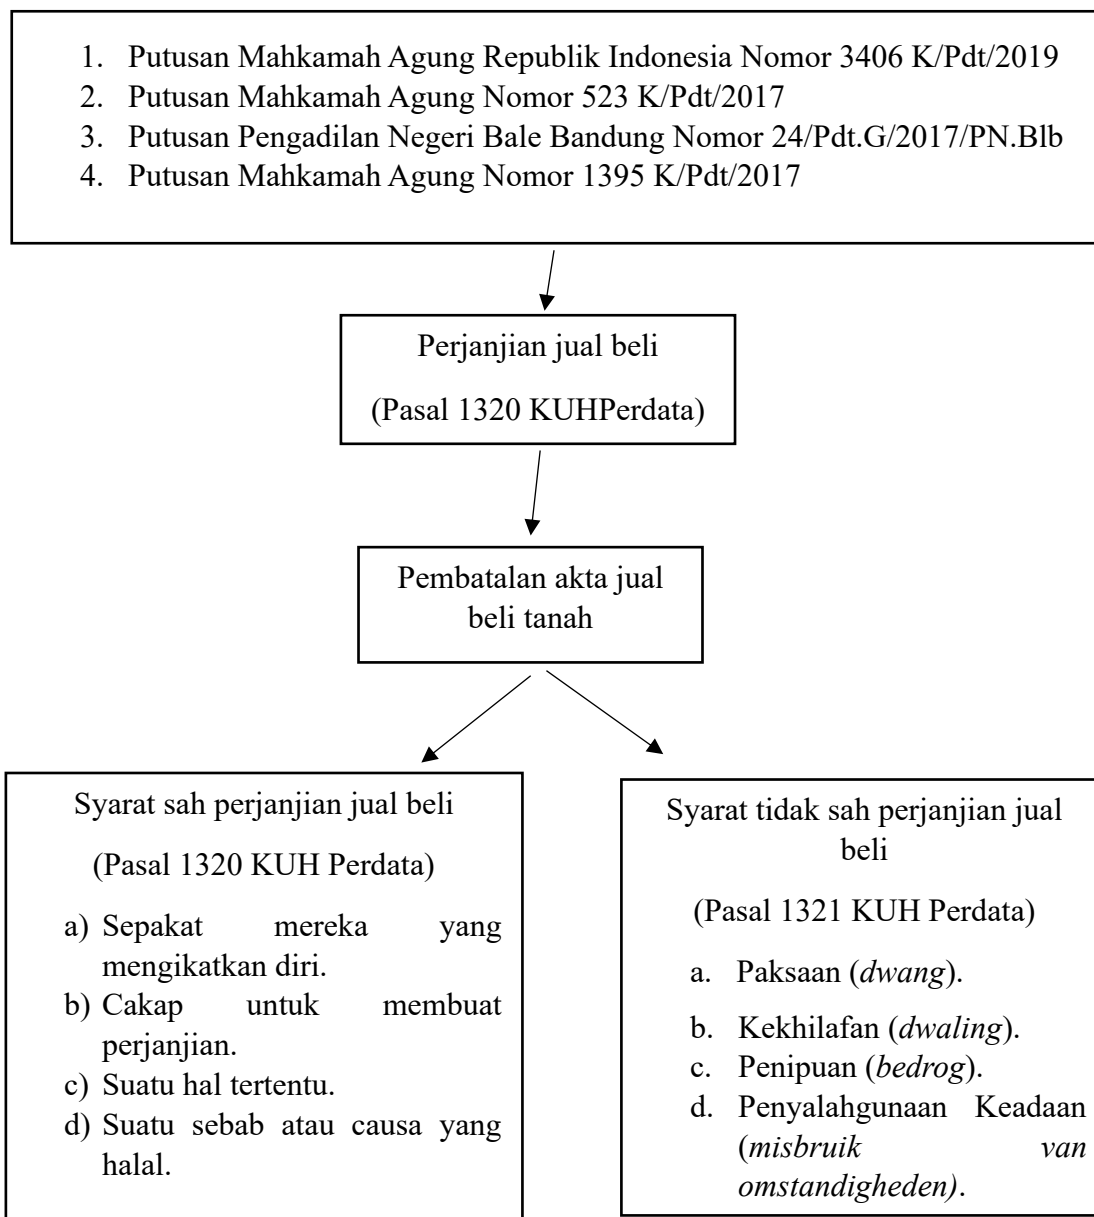 1. Putusan Mahkamah Agung Republik Indonesia Nomor 3406 K/Pdt/2019
2. Putusan Mahkamah Agung Nomor 523 K/Pdt/2017
3. Putusan Pengadilan Negeri Bale Bandung Nomor 24/Pdt.G/2017/PN.Blb
4. Putusan Mahkamah Agung Nomor 1395 K/Pdt/2017
Perjanjian jual beli
(Pasal 1320 KUHPerdata)
Pembatalan akta jual
beli tanah
Syarat sah perjanjian jual beli
(Pasal 1320 KUH Perdata)
a) Sepakat mereka yang
mengikatkan diri.
b) Cakap untuk membuat
perjanjian.
c) Suatu hal tertentu.
d) Suatu sebab atau causa yang
halal.
Syarat tidak sah perjanjian jual
beli
(Pasal 1321 KUH Perdata)
a. Paksaan (dwang).
b. Kekhilafan (dwaling).
c. Penipuan (bedrog).
d. Penyalahgunaan Keadaan
(misbruik van
omstandigheden).